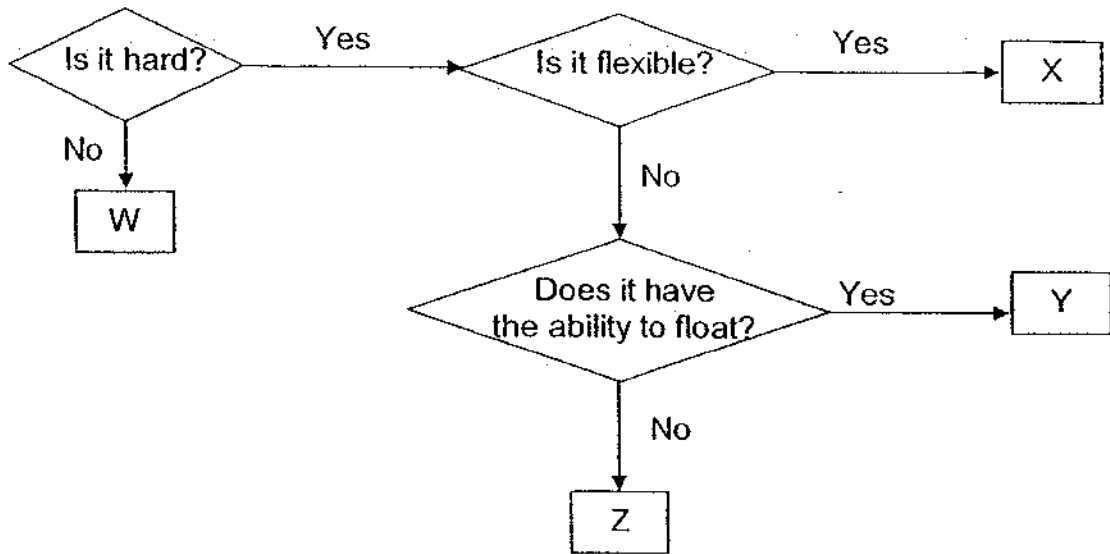 Is it hard?
Yes
Is it flexible?
Yes
X
No
W
No
Does it have
the ability to float?
Yes
Y
No
Z